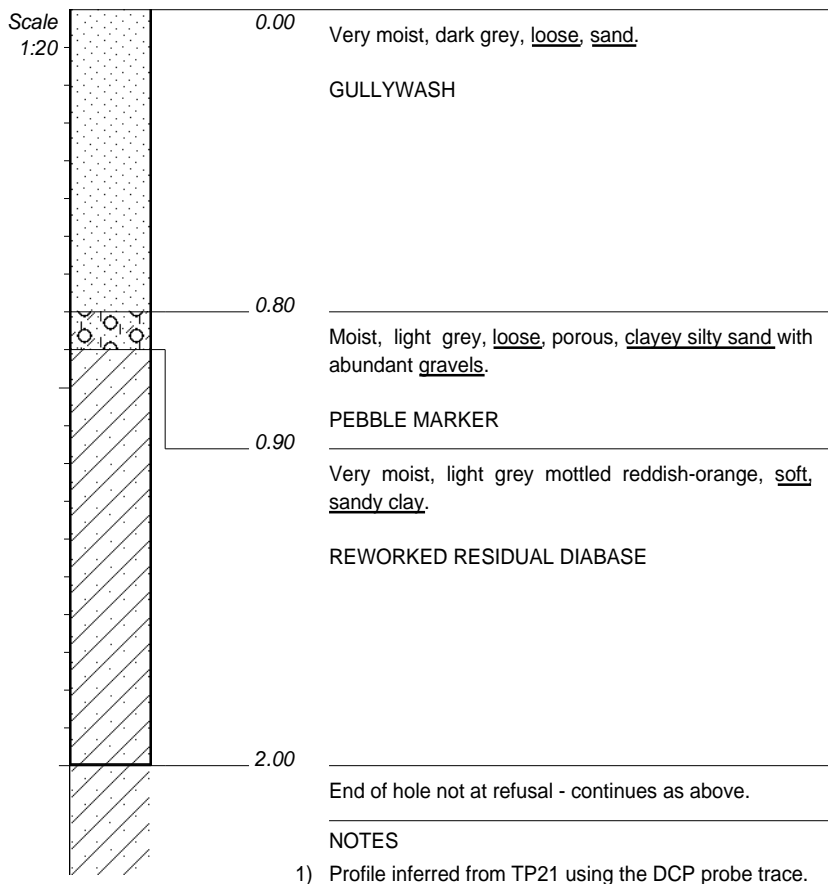 Scale
1:20
0.00
Very moist, dark grey, loose, sand.
GULLYWASH
0.80
Moist, light grey, loose, porous, clayey silty sand with
abundant gravels.
PEBBLE MARKER
0.90
Very moist, light grey mottled reddish-orange, soft,
sandy clay.
REWORKED RESIDUAL DIABASE
2.00
End of hole not at refusal - continues as above.
NOTES
1) Profile inferred from TP21 using the DCP probe trace.